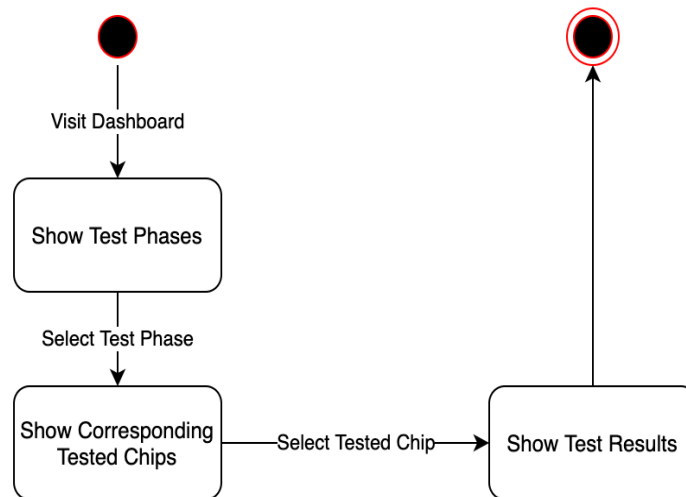 Visit Dashboard
Show Test Phases
Select Test Phase
Show Corresponding
Tested Chips
Select Tested Chip
Show Test Results